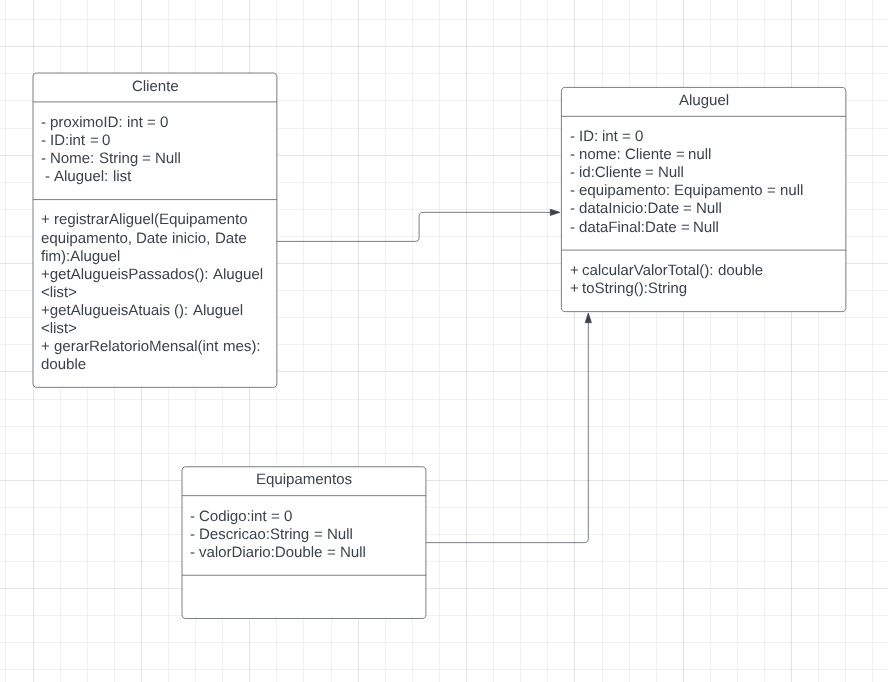 Cliente
- proximoID: int = 0
- ID:int = 0
- Nome: String = Null
- Aluguel: list
+ registrarAliguel(Equipamento
equipamento, Date inicio, Date
fim):Aluguel
+getAlugueisPassados(): Aluguel
<list>
+getAlugueisAtuais (): Aluguel
<list>
+ gerarRelatorioMensal(int mes):
double
Aluguel
- ID: int = 0
- nome: Cliente = null
- id:Cliente = Null
- equipamento: Equipamento = null
- dataInicio:Date = Null
- dataFinal:Date = Null
+ calcularValorTotal(): double
+ toString():String
Equipamentos
- Codigo:int = 0
- Descricao:String = Null
- valorDiario:Double = Null